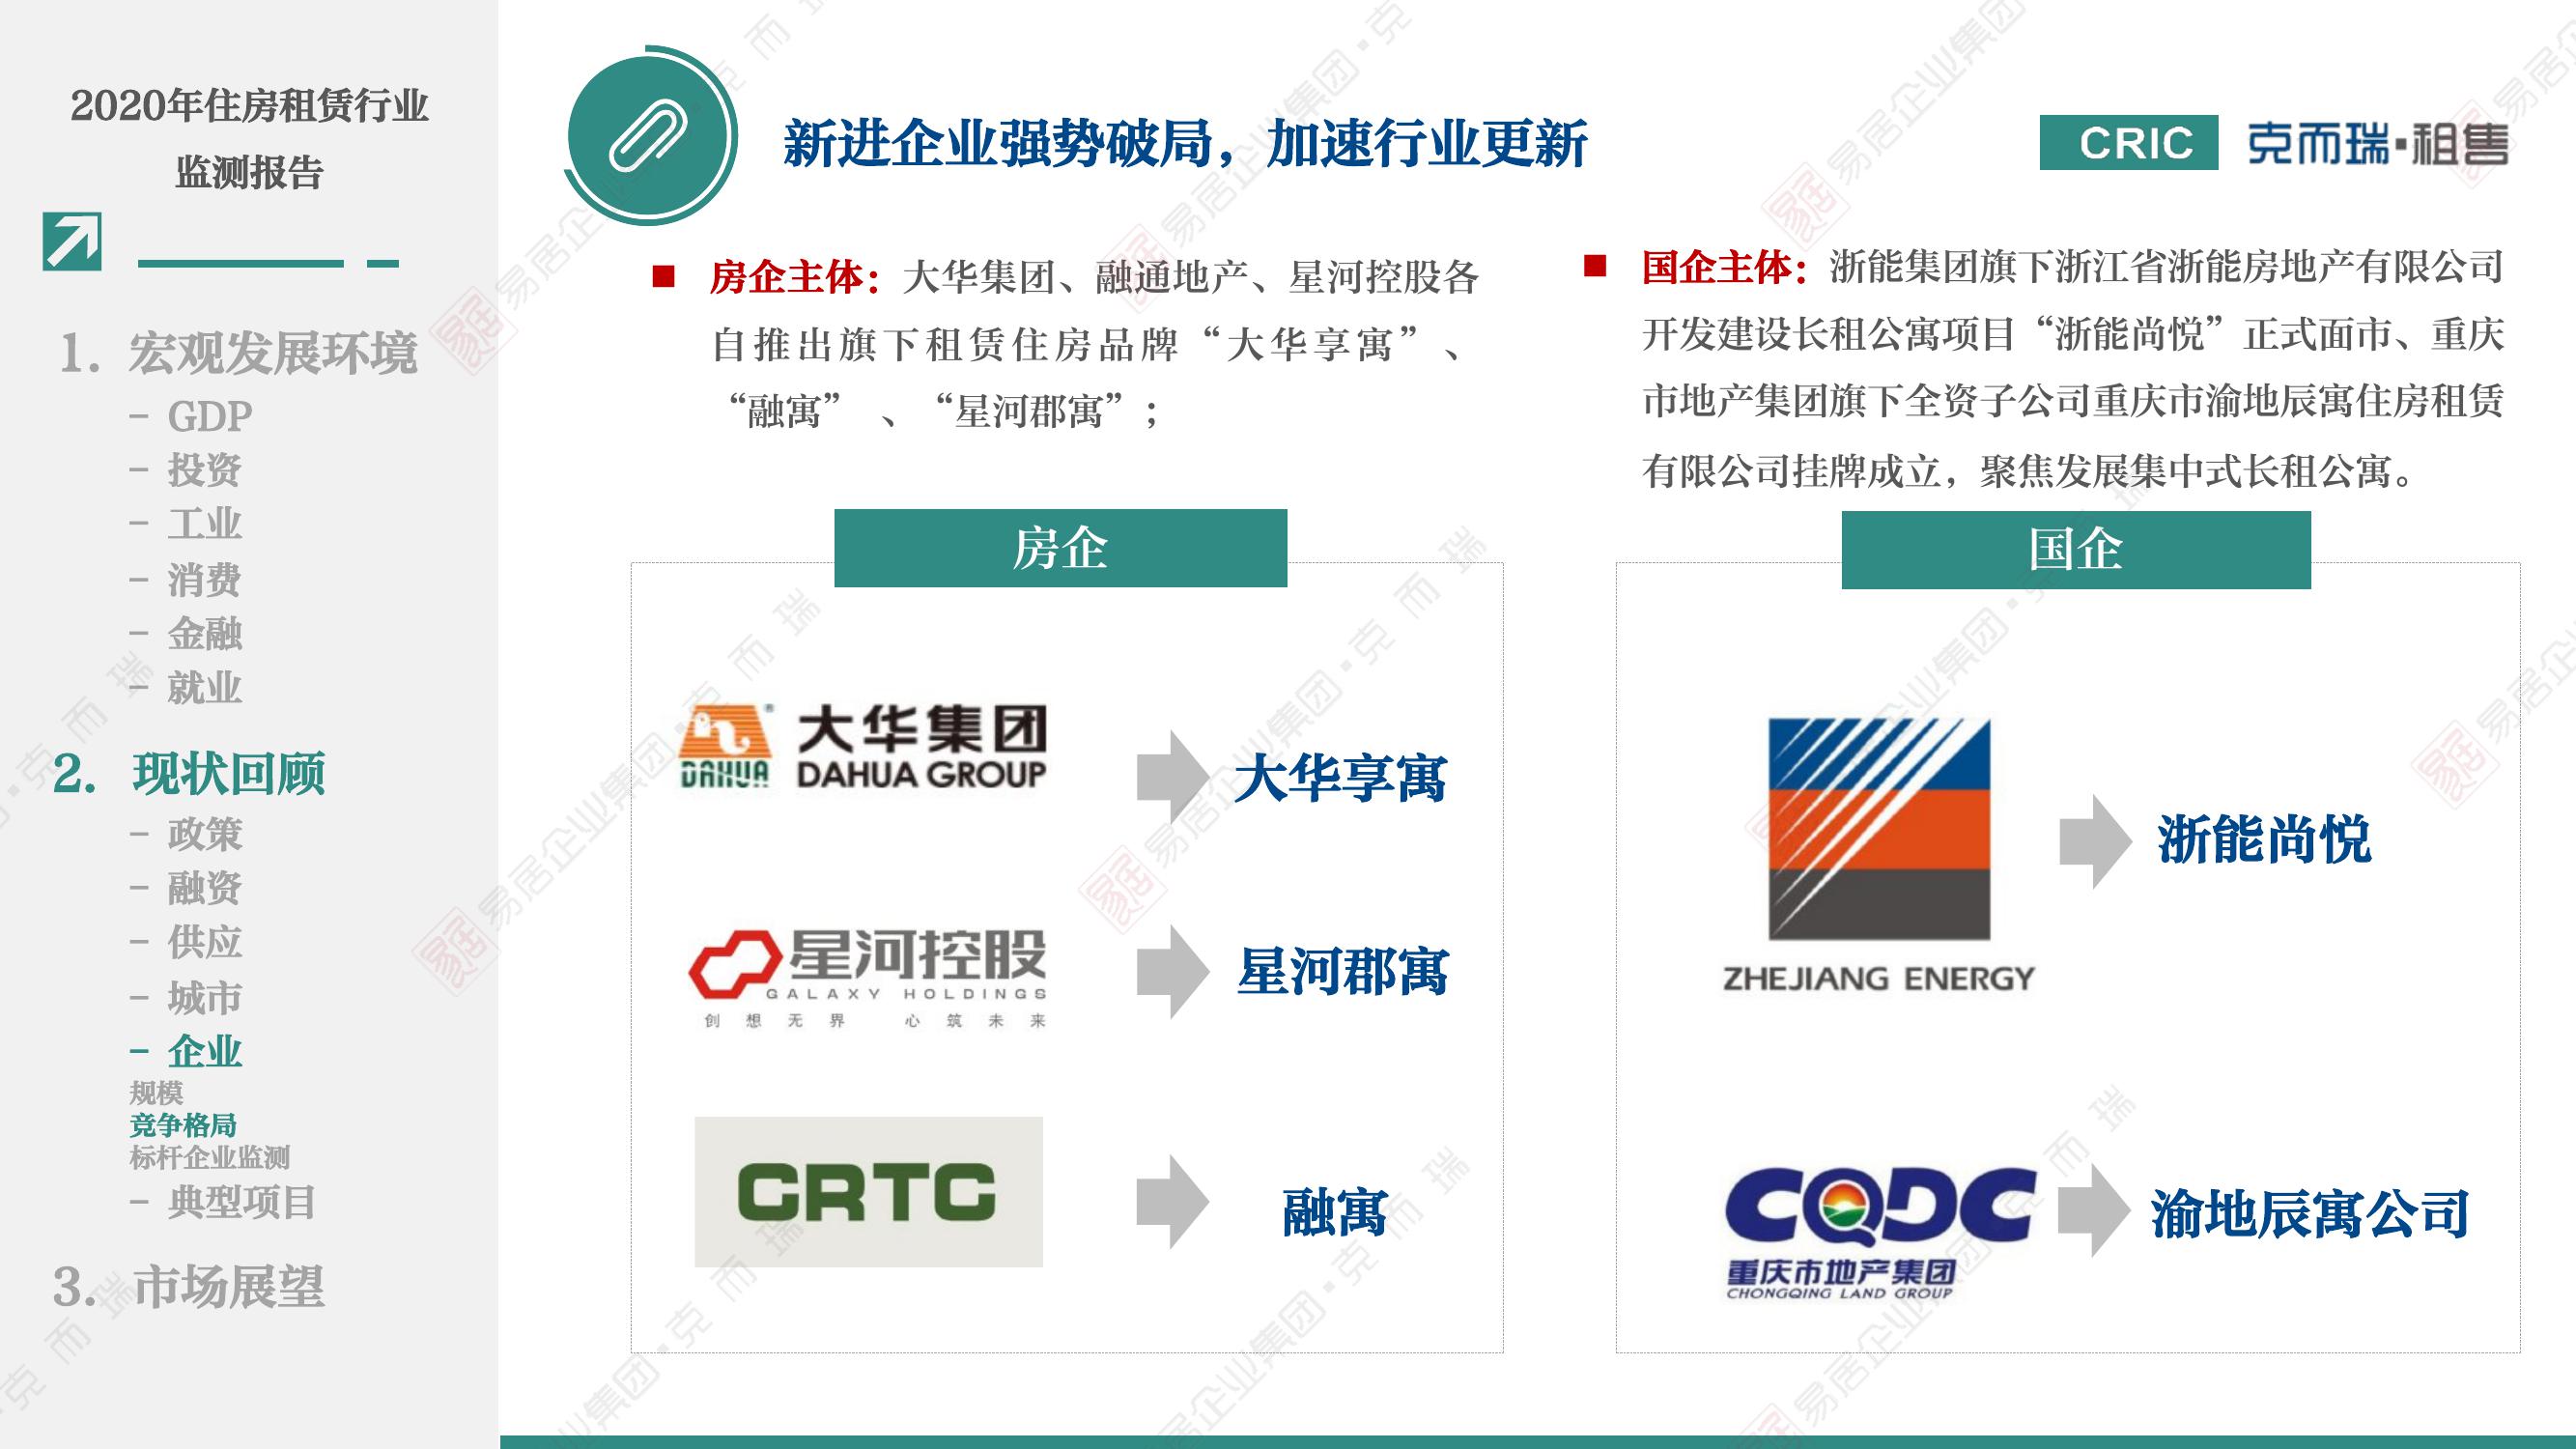 2020年住房租赁行业
监测报告
1. 宏观发展环境
– GDP
– 投资
– 工业
– 消费
– 金融
– 就业
2. 现状回顾
– 政策
– 融资
– 供应
– 城市
– 企业
规模
竞争格局
标杆企业监测
– 典型项目
3. 市场展望
新进企业强势破局，加速行业更新
CRIC 克而瑞·租售
■ 房企主体：大华集团、融通地产、星河控股各
自推出旗下租赁住房品牌“大华享寓”、
“融寓” 、“星河郡寓”；
■ 国企主体：浙能集团旗下浙江省浙能房地产有限公司
开发建设长租公寓项目“浙能尚悦”正式面市、重庆
市地产集团旗下全资子公司重庆市渝地辰寓住房租赁
有限公司挂牌成立，聚焦发展集中式长租公寓。
房企
DAHUA
®
大华集团
DAHUA GROUP
大华享寓
星河控股
GALAXY HOLDINGS
创想无界 心筑未来
星河郡寓
CRTC
融寓
国企
ZHEJIANG ENERGY
浙能尚悦
CQDC
重庆市地产集团
CHONGQING LAND GROUP
渝地辰寓公司
易居企业集团·克而瑞